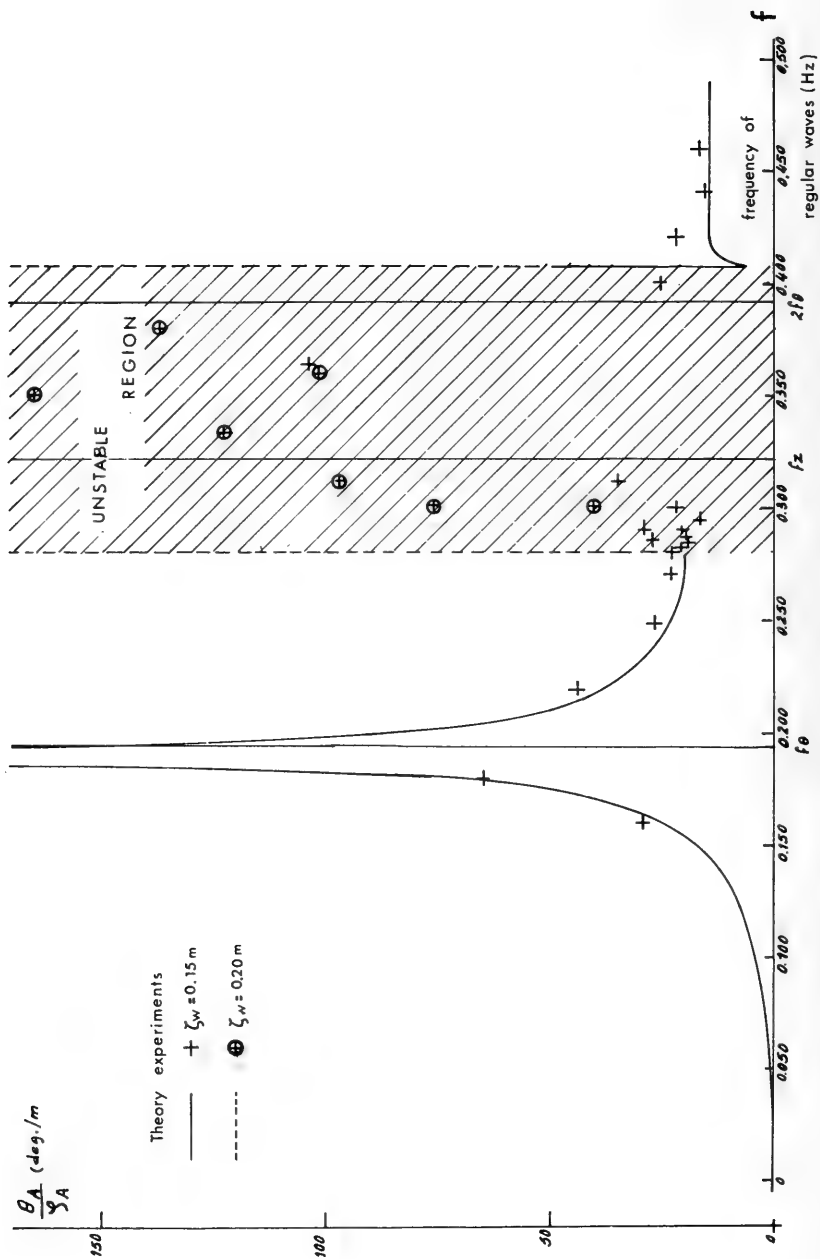 θA (deg./m
ζA
150
100
50
0
Theory experiments
ζw = 0.15 m
ζw = 0.20 m
UNSTABLE
REGION
0
0.050
0.100
0.150
0.200
0.250
0.300
0.350
0.400
0.450
0.500
fθ
fz
2fθ
f
frequency of
regular waves (Hz)